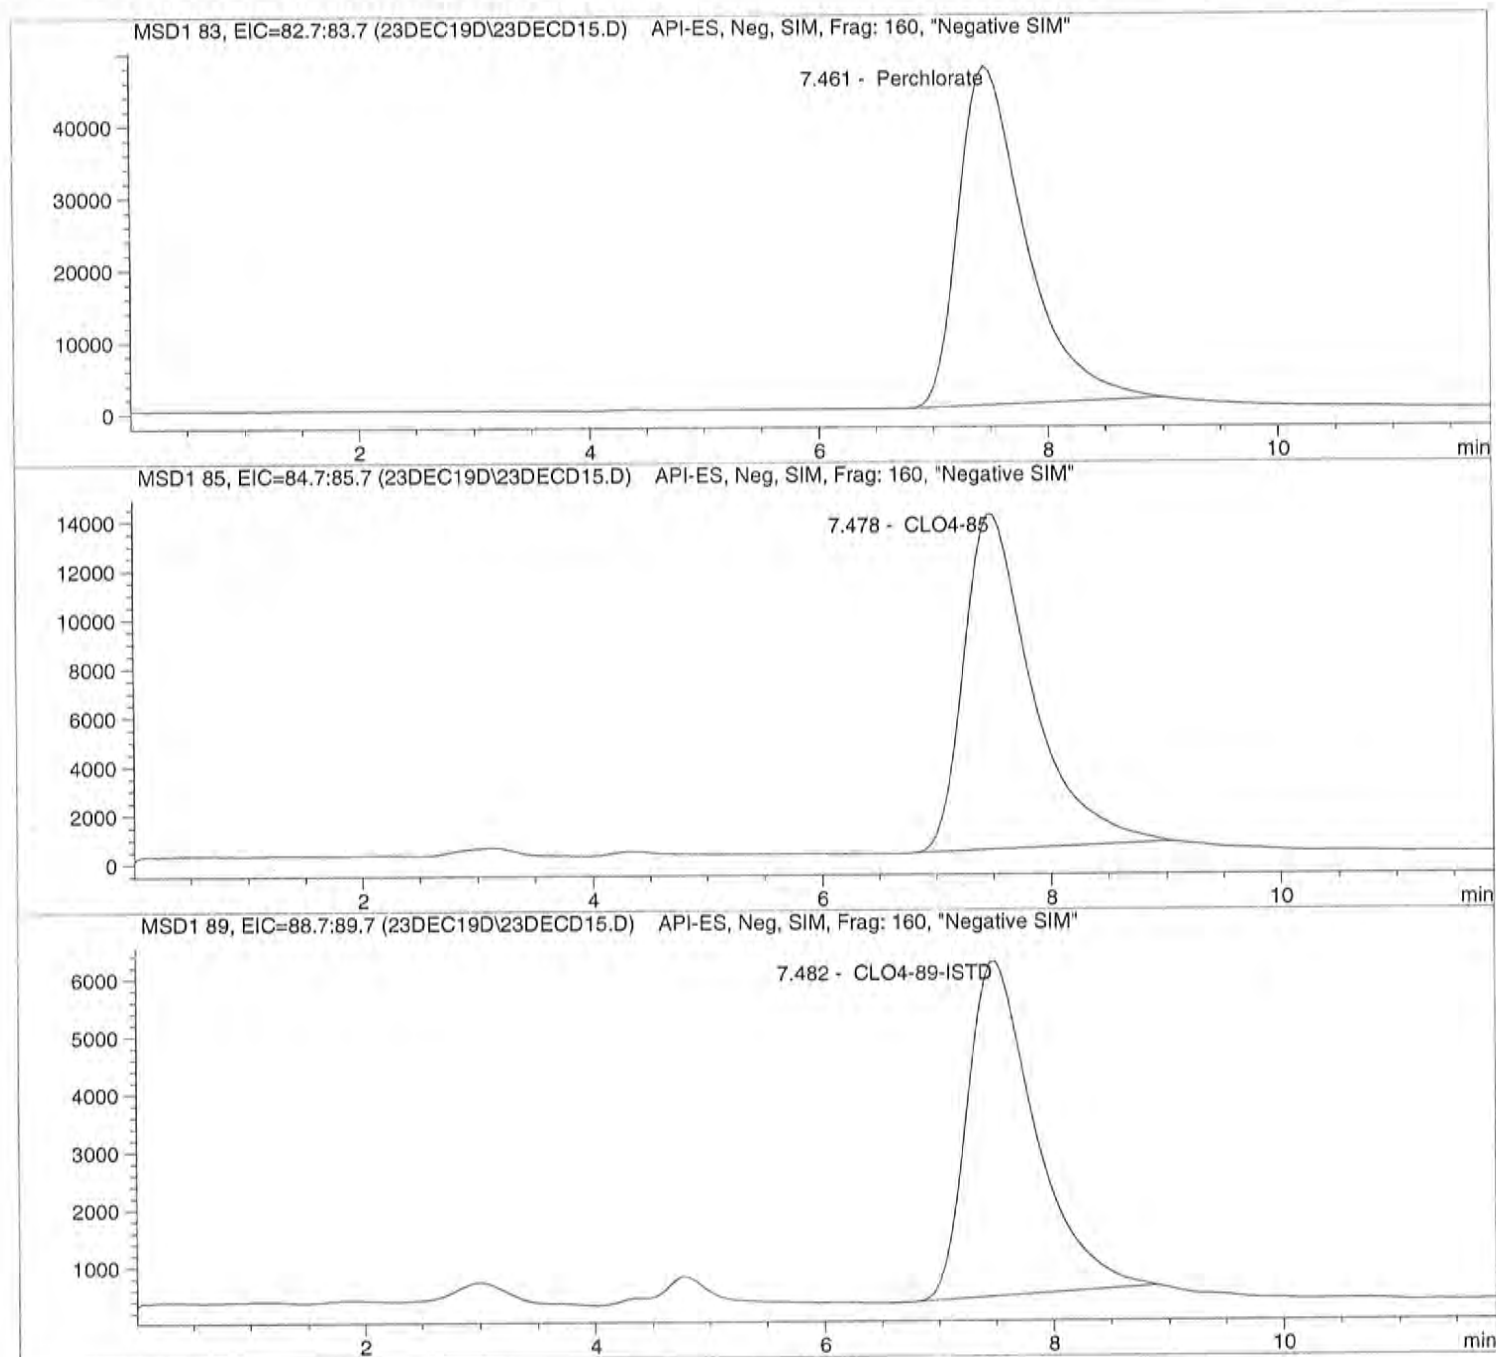 MSD1 83, EIC=82.7:83.7 (23DEC19D\23DECD15.D) API-ES, Neg, SIM, Frag: 160, "Negative SIM"
7.461 - Perchlorate
40000
30000
20000
10000
0
2 4 6 8 10 min
MSD1 85, EIC=84.7:85.7 (23DEC19D\23DECD15.D) API-ES, Neg, SIM, Frag: 160, "Negative SIM"
7.478 - CLO4-85
14000
12000
10000
8000
6000
4000
2000
0
2 4 6 8 10 min
MSD1 89, EIC=88.7:89.7 (23DEC19D\23DECD15.D) API-ES, Neg, SIM, Frag: 160, "Negative SIM"
7.482 - CLO4-89-ISTD
6000
5000
4000
3000
2000
1000
2 4 6 8 10 min